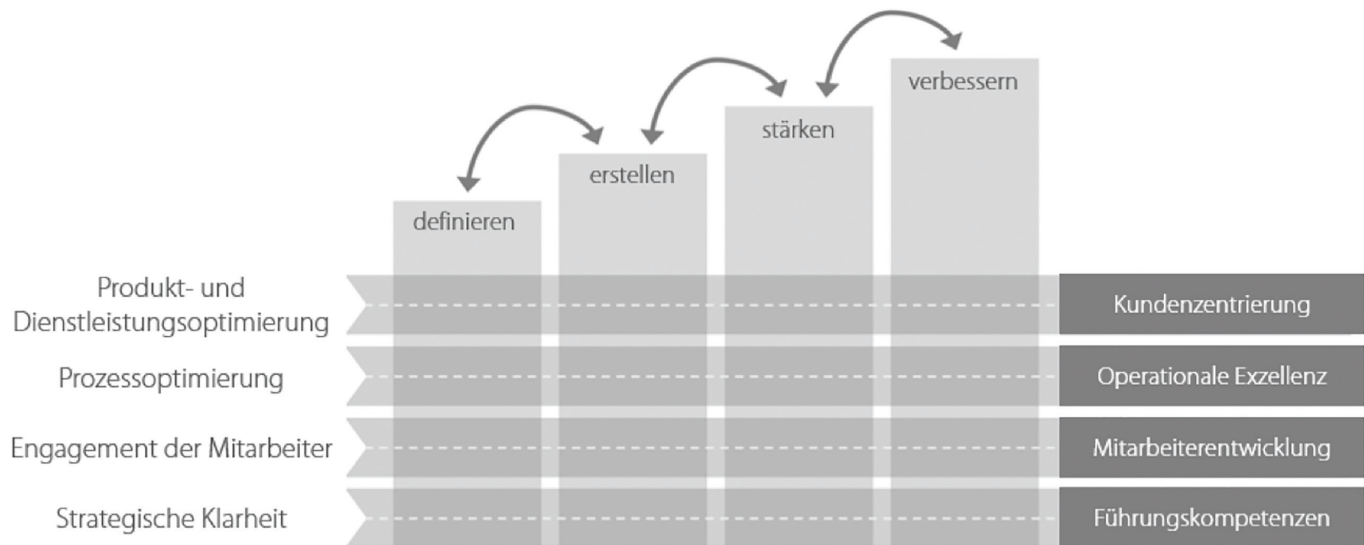 verbessern
stärken
erstellen
definieren
Produkt- und
Dienstleistungsoptimierung
Kundenzentrierung
Prozessoptimierung
Operationale Exzellenz
Engagement der Mitarbeiter
Mitarbeiterentwicklung
Strategische Klarheit
Führungskompetenzen